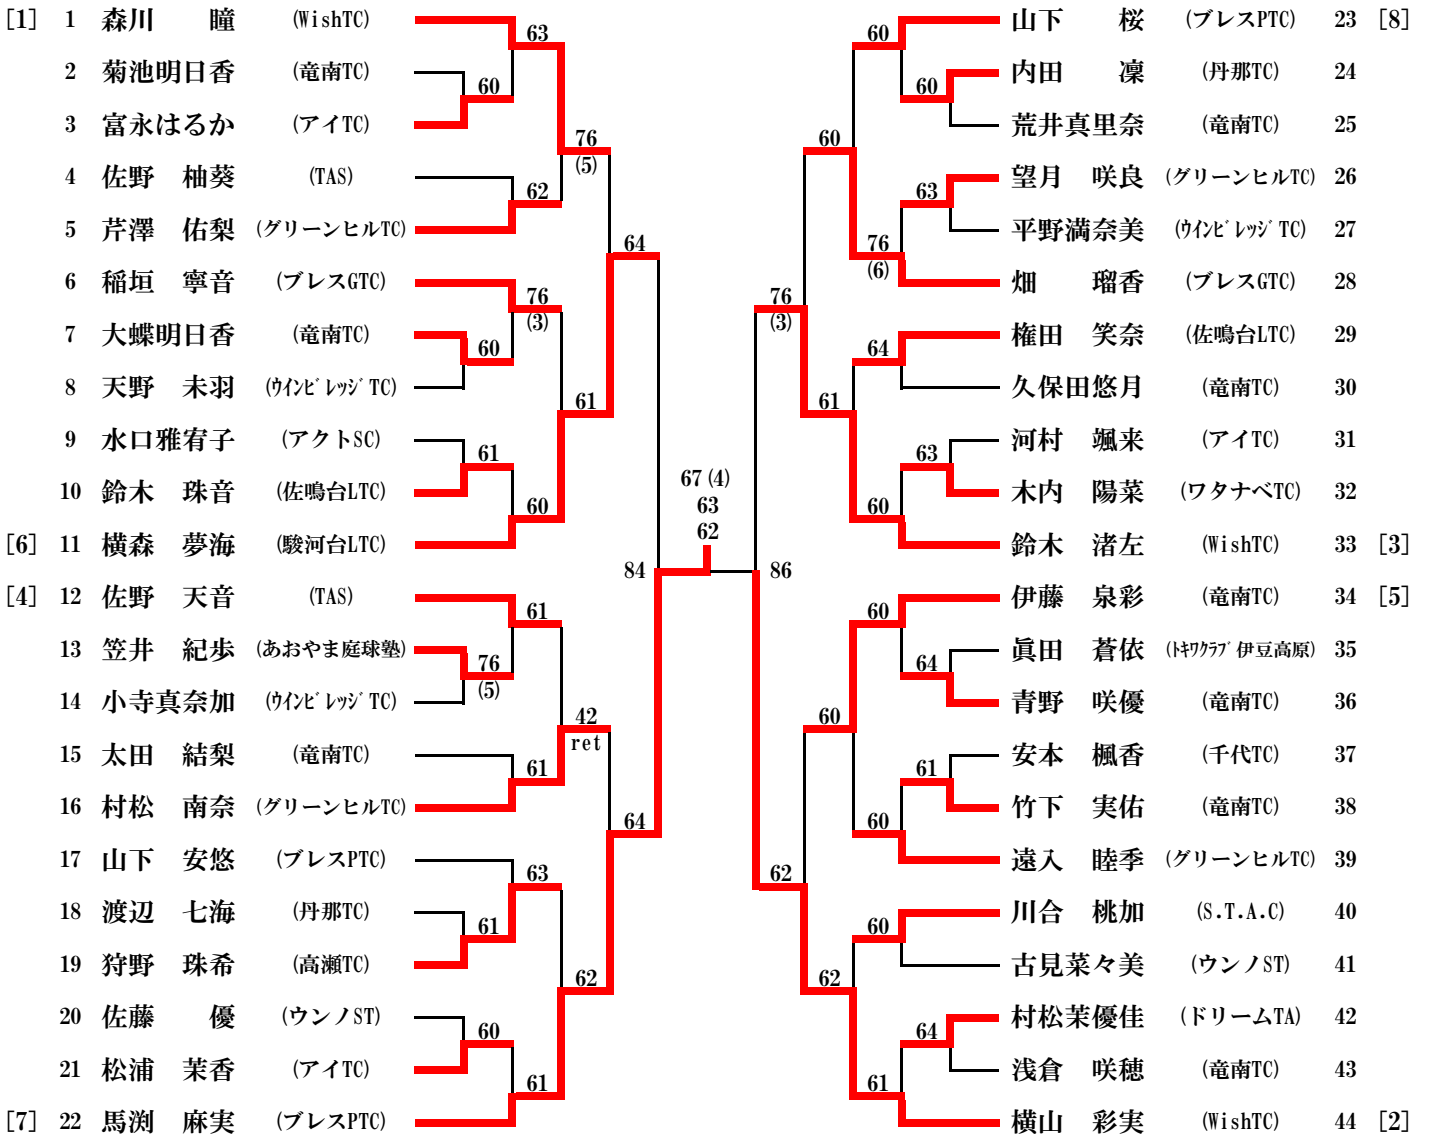 [1] 1 森川 瞳 (WishTC)
2 菊池明日香 (竜南TC)
3 富永はるか (アイTC)
4 佐野 柚葵 (TAS)
5 芹澤 佑梨 (グリーンヒルTC)
6 稲垣 寧音 (ブレスGTC)
7 大蝶明日香 (竜南TC)
8 天野 未羽 (ウインビレッジTC)
9 水口雅宥子 (アクトSC)
10 鈴木 珠音 (佐鳴台LTC)
[6] 11 横森 夢海 (駿河台LTC)
[4] 12 佐野 天音 (TAS)
13 笠井 紀歩 (あおやま庭球塾)
14 小寺真奈加 (ウインビレッジTC)
15 太田 結梨 (竜南TC)
16 村松 南奈 (グリーンヒルTC)
17 山下 安悠 (ブレスPTC)
18 渡辺 七海 (丹那TC)
19 狩野 珠希 (高瀬TC)
20 佐藤 優 (ウンノST)
21 松浦 茉香 (アイTC)
[7] 22 馬渕 麻実 (ブレスPTC)
63
60
62
76
(3)
60
61
60
61
76
(5)
61
63
61
60
61
76
(5)
61
42
ret
62
64
64
84
67 (4)
63
62
86
76
(3)
62
60
61
60
62
60
76
(6)
64
60
60
60
60
61
60
63
63
64
61
64
山下 桜 (ブレスPTC) 23 [8]
内田 凜 (丹那TC) 24
荒井真里奈 (竜南TC) 25
望月 咲良 (グリーンヒルTC) 26
平野満奈美 (ウインビレッジTC) 27
畑 瑠香 (ブレスGTC) 28
権田 笑奈 (佐鳴台LTC) 29
久保田悠月 (竜南TC) 30
河村 颯来 (アイTC) 31
木内 陽菜 (ワタナベTC) 32
鈴木 渚左 (WishTC) 33 [3]
伊藤 泉彩 (竜南TC) 34 [5]
眞田 蒼依 (トキワクラブ伊豆高原) 35
青野 咲優 (竜南TC) 36
安本 楓香 (千代TC) 37
竹下 実佑 (竜南TC) 38
遠入 睦季 (グリーンヒルTC) 39
川合 桃加 (S.T.A.C) 40
古見菜々美 (ウンノST) 41
村松茉優佳 (ドリームTA) 42
浅倉 咲穂 (竜南TC) 43
横山 彩実 (WishTC) 44 [2]